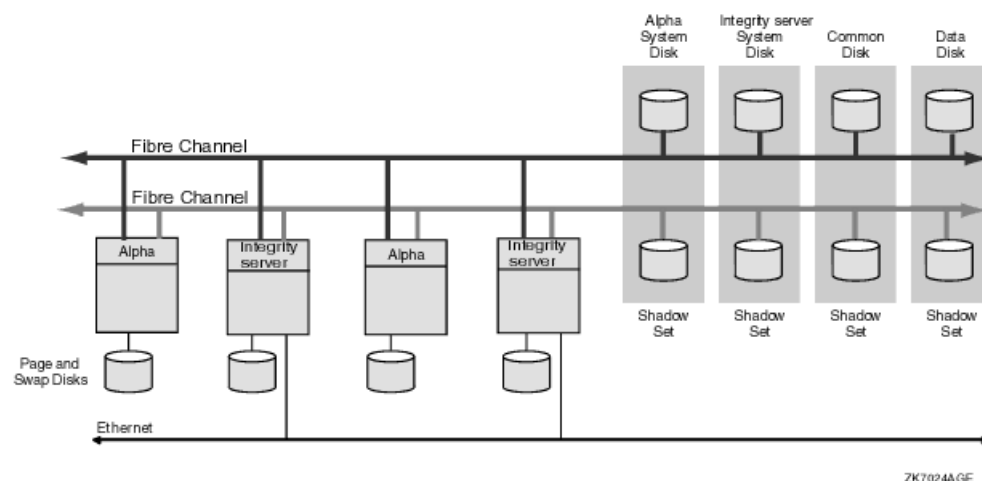 Alpha
System
Disk
Integrity server
System
Disk
Common
Disk
Data
Disk
Fibre Channel
Fibre Channel
Alpha
Integrity
server
Alpha
Integrity
server
Shadow
Set
Shadow
Set
Shadow
Set
Shadow
Set
Page and
Swap Disks
Ethernet
ZK7024AGE